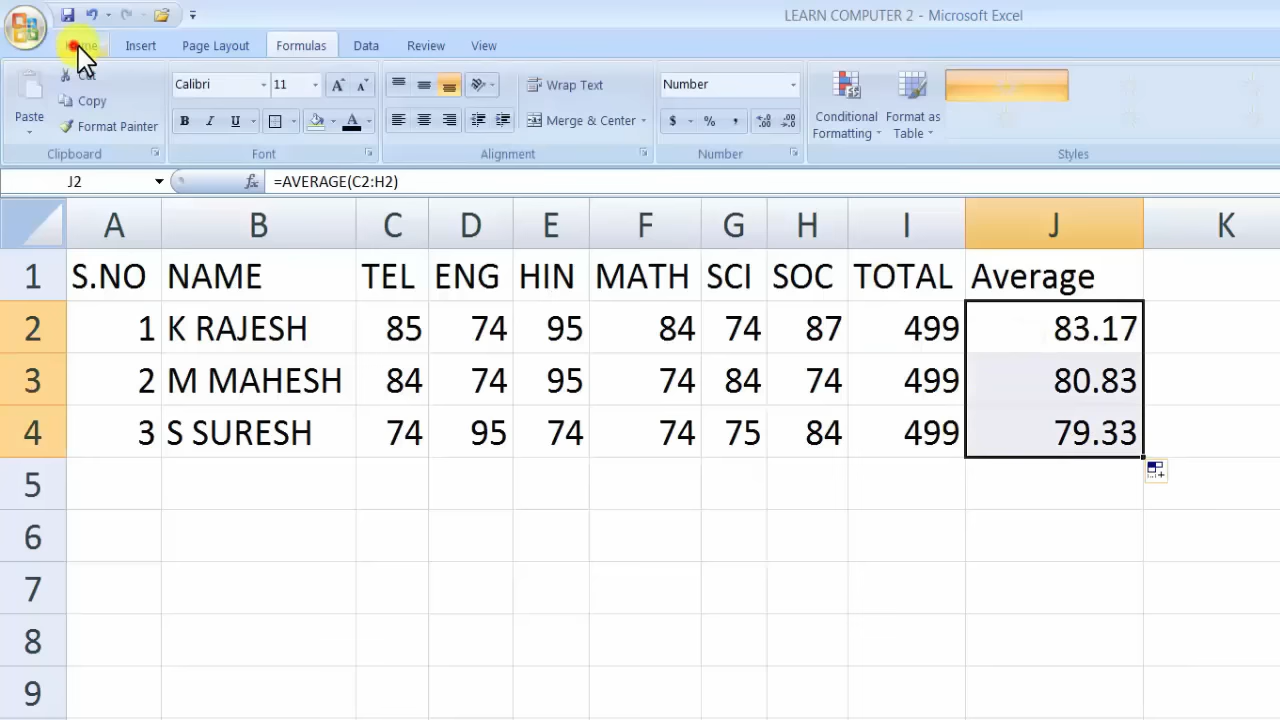 LEARN COMPUTER 2 - Microsoft Excel
Home Insert Page Layout Formulas Data Review View
Cut
Copy
Format Painter
Paste
Clipboard
Calibri 11 A A
B I U A
Font
Wrap Text
Merge & Center
Alignment
Number
$ % ,
Number
Conditional Formatting
Format as Table
Styles
J2 fx =AVERAGE(C2:H2)
A B C D E F G H I J K
1 S.NO NAME TEL ENG HIN MATH SCI SOC TOTAL Average
2 1 K RAJESH 85 74 95 84 74 87 499 83.17
3 2 M MAHESH 84 74 95 74 84 74 499 80.83
4 3 S SURESH 74 95 74 74 75 84 499 79.33
5
6
7
8
9